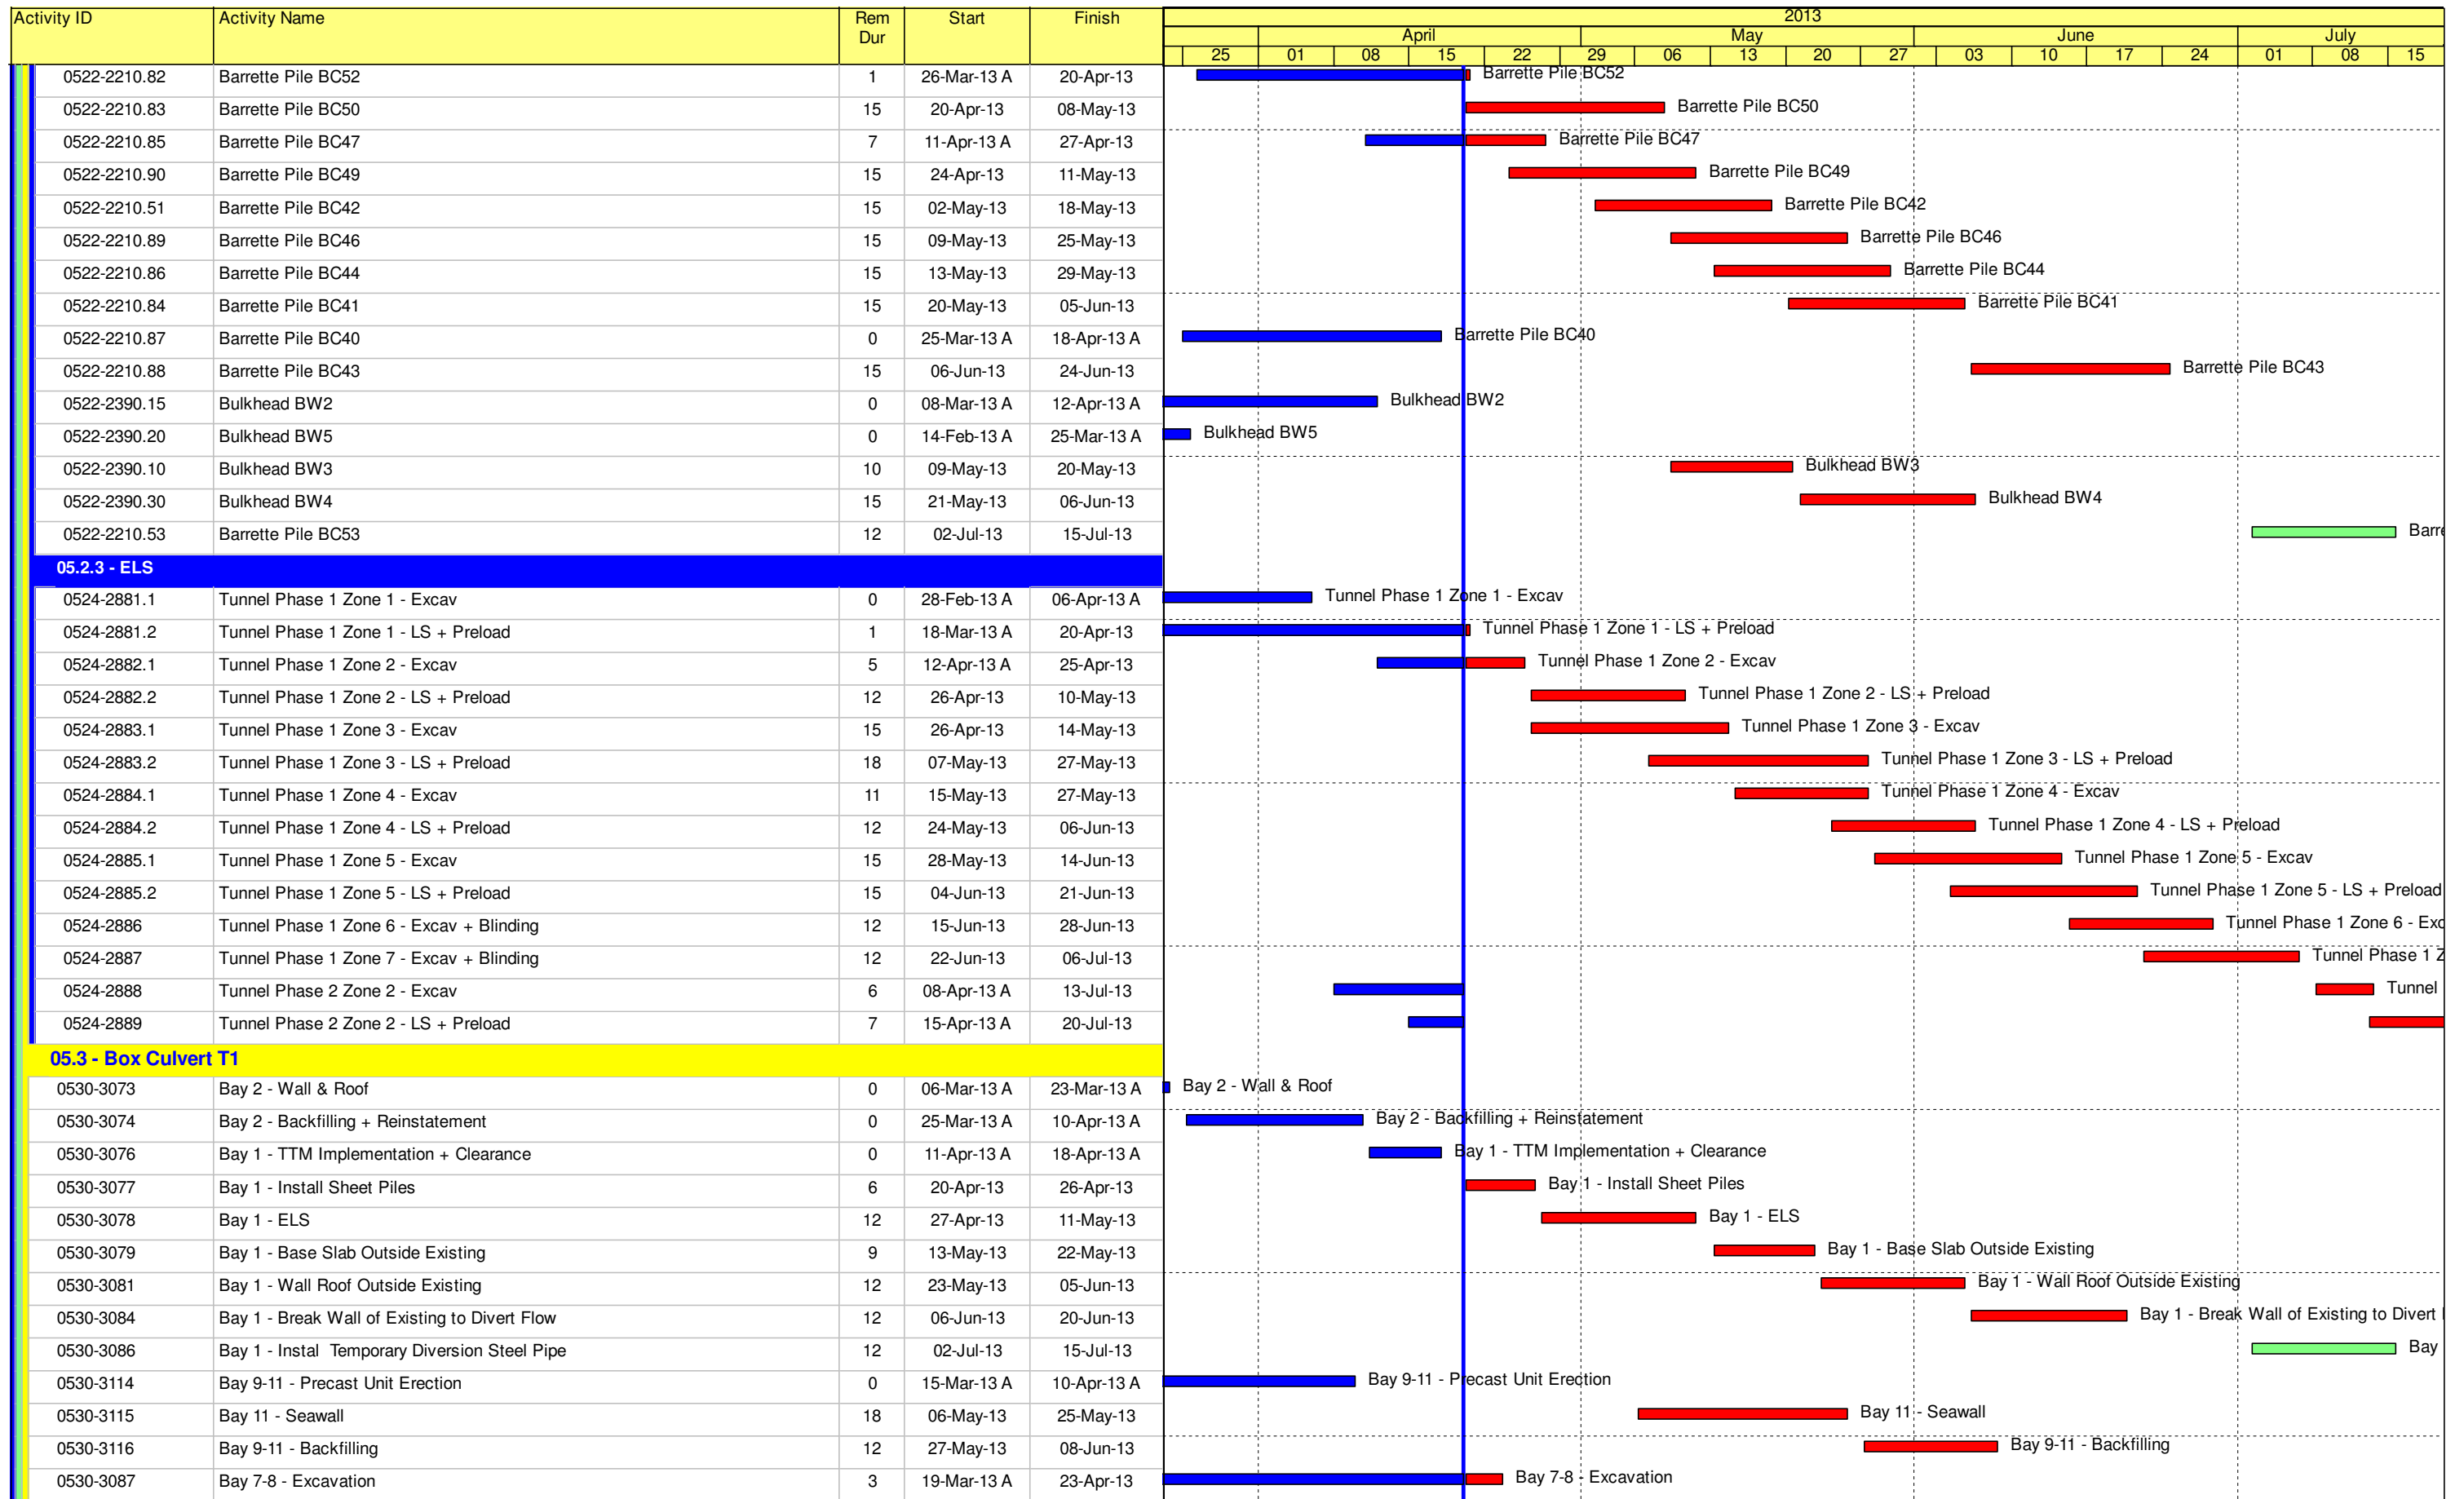 Activity ID Activity Name Rem Dur Start Finish 2013
April May June July
25 01 08 15 22 29 06 13 20 27 03 10 17 24 01 08 15
0522-2210.82 Barrette Pile BC52 1 26-Mar-13 A 20-Apr-13 Barrette Pile BC52
0522-2210.83 Barrette Pile BC50 15 20-Apr-13 08-May-13 Barrette Pile BC50
0522-2210.85 Barrette Pile BC47 7 11-Apr-13 A 27-Apr-13 Barrette Pile BC47
0522-2210.90 Barrette Pile BC49 15 24-Apr-13 11-May-13 Barrette Pile BC49
0522-2210.51 Barrette Pile BC42 15 02-May-13 18-May-13 Barrette Pile BC42
0522-2210.89 Barrette Pile BC46 15 09-May-13 25-May-13 Barrette Pile BC46
0522-2210.86 Barrette Pile BC44 15 13-May-13 29-May-13 Barrette Pile BC44
0522-2210.84 Barrette Pile BC41 15 20-May-13 05-Jun-13 Barrette Pile BC41
0522-2210.87 Barrette Pile BC40 0 25-Mar-13 A 18-Apr-13 A Barrette Pile BC40
0522-2210.88 Barrette Pile BC43 15 06-Jun-13 24-Jun-13 Barrette Pile BC43
0522-2390.15 Bulkhead BW2 0 08-Mar-13 A 12-Apr-13 A Bulkhead BW2
0522-2390.20 Bulkhead BW5 0 14-Feb-13 A 25-Mar-13 A Bulkhead BW5
0522-2390.10 Bulkhead BW3 10 09-May-13 20-May-13 Bulkhead BW3
0522-2390.30 Bulkhead BW4 15 21-May-13 06-Jun-13 Bulkhead BW4
0522-2210.53 Barrette Pile BC53 12 02-Jul-13 15-Jul-13 Barre
05.2.3 - ELS
0524-2881.1 Tunnel Phase 1 Zone 1 - Excav 0 28-Feb-13 A 06-Apr-13 A Tunnel Phase 1 Zone 1 - Excav
0524-2881.2 Tunnel Phase 1 Zone 1 - LS + Preload 1 18-Mar-13 A 20-Apr-13 Tunnel Phase 1 Zone 1 - LS + Preload
0524-2882.1 Tunnel Phase 1 Zone 2 - Excav 5 12-Apr-13 A 25-Apr-13 Tunnel Phase 1 Zone 2 - Excav
0524-2882.2 Tunnel Phase 1 Zone 2 - LS + Preload 12 26-Apr-13 10-May-13 Tunnel Phase 1 Zone 2 - LS + Preload
0524-2883.1 Tunnel Phase 1 Zone 3 - Excav 15 26-Apr-13 14-May-13 Tunnel Phase 1 Zone 3 - Excav
0524-2883.2 Tunnel Phase 1 Zone 3 - LS + Preload 18 07-May-13 27-May-13 Tunnel Phase 1 Zone 3 - LS + Preload
0524-2884.1 Tunnel Phase 1 Zone 4 - Excav 11 15-May-13 27-May-13 Tunnel Phase 1 Zone 4 - Excav
0524-2884.2 Tunnel Phase 1 Zone 4 - LS + Preload 12 24-May-13 06-Jun-13 Tunnel Phase 1 Zone 4 - LS + Preload
0524-2885.1 Tunnel Phase 1 Zone 5 - Excav 15 28-May-13 14-Jun-13 Tunnel Phase 1 Zone 5 - Excav
0524-2885.2 Tunnel Phase 1 Zone 5 - LS + Preload 15 04-Jun-13 21-Jun-13 Tunnel Phase 1 Zone 5 - LS + Preload
0524-2886 Tunnel Phase 1 Zone 6 - Excav + Blinding 12 15-Jun-13 28-Jun-13 Tunnel Phase 1 Zone 6 - Exc
0524-2887 Tunnel Phase 1 Zone 7 - Excav + Blinding 12 22-Jun-13 06-Jul-13 Tunnel Phase 1 Z
0524-2888 Tunnel Phase 2 Zone 2 - Excav 6 08-Apr-13 A 13-Jul-13 Tunnel
0524-2889 Tunnel Phase 2 Zone 2 - LS + Preload 7 15-Apr-13 A 20-Jul-13
05.3 - Box Culvert T1
0530-3073 Bay 2 - Wall & Roof 0 06-Mar-13 A 23-Mar-13 A Bay 2 - Wall & Roof
0530-3074 Bay 2 - Backfilling + Reinstatement 0 25-Mar-13 A 10-Apr-13 A Bay 2 - Backfilling + Reinstatement
0530-3076 Bay 1 - TTM Implementation + Clearance 0 11-Apr-13 A 18-Apr-13 A Bay 1 - TTM Implementation + Clearance
0530-3077 Bay 1 - Install Sheet Piles 6 20-Apr-13 26-Apr-13 Bay 1 - Install Sheet Piles
0530-3078 Bay 1 - ELS 12 27-Apr-13 11-May-13 Bay 1 - ELS
0530-3079 Bay 1 - Base Slab Outside Existing 9 13-May-13 22-May-13 Bay 1 - Base Slab Outside Existing
0530-3081 Bay 1 - Wall Roof Outside Existing 12 23-May-13 05-Jun-13 Bay 1 - Wall Roof Outside Existing
0530-3084 Bay 1 - Break Wall of Existing to Divert Flow 12 06-Jun-13 20-Jun-13 Bay 1 - Break Wall of Existing to Divert
0530-3086 Bay 1 - Instal Temporary Diversion Steel Pipe 12 02-Jul-13 15-Jul-13 Bay
0530-3114 Bay 9-11 - Precast Unit Erection 0 15-Mar-13 A 10-Apr-13 A Bay 9-11 - Precast Unit Erection
0530-3115 Bay 11 - Seawall 18 06-May-13 25-May-13 Bay 11 - Seawall
0530-3116 Bay 9-11 - Backfilling 12 27-May-13 08-Jun-13 Bay 9-11 - Backfilling
0530-3087 Bay 7-8 - Excavation 3 19-Mar-13 A 23-Apr-13 Bay 7-8 - Excavation